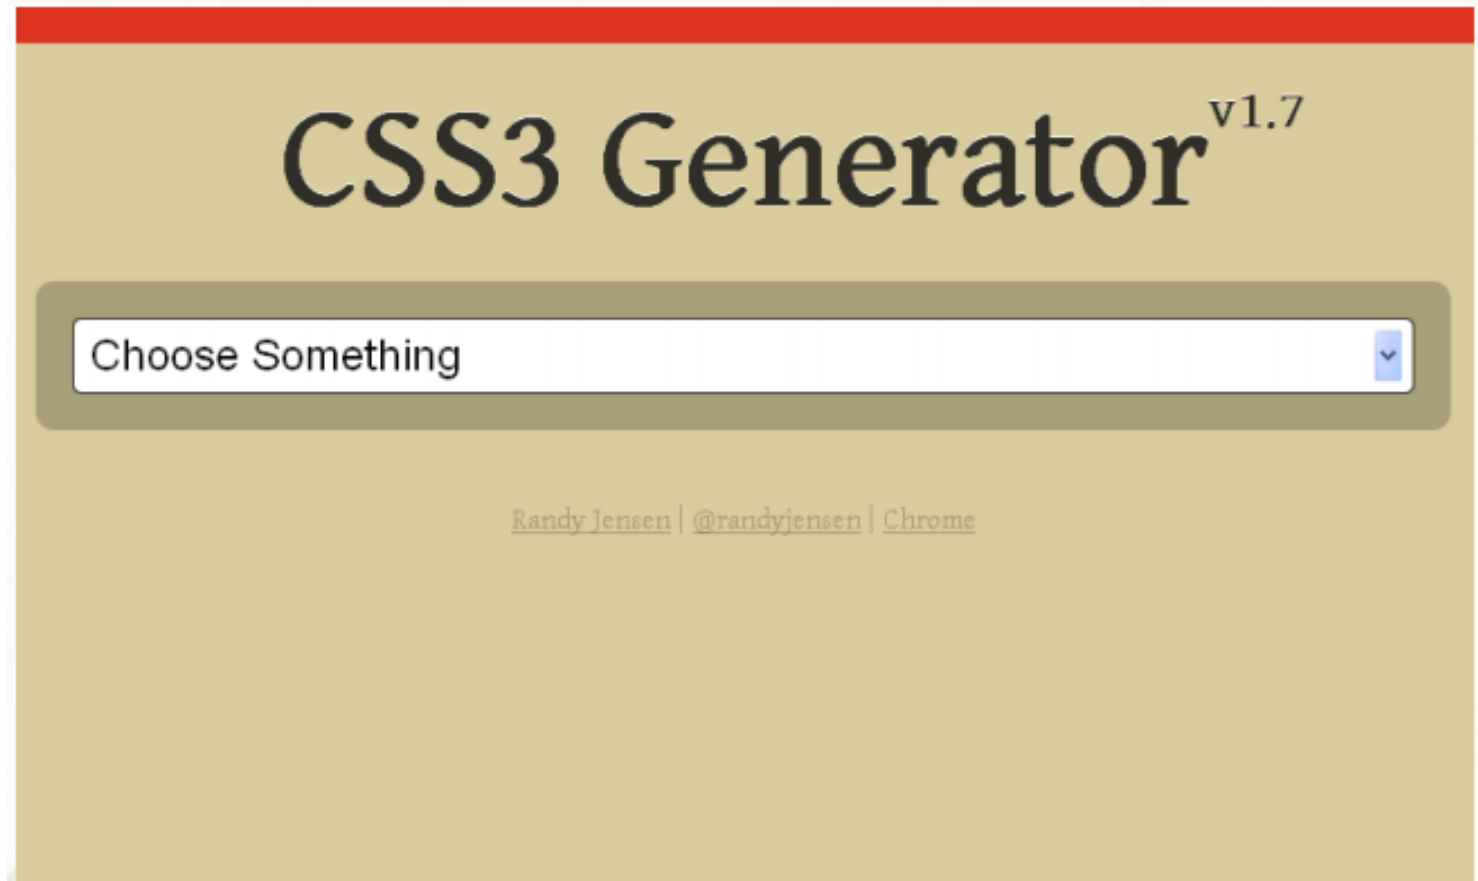 CSS3 Generator v1.7
Choose Something
Randy Jensen | @randyjensen | Chrome